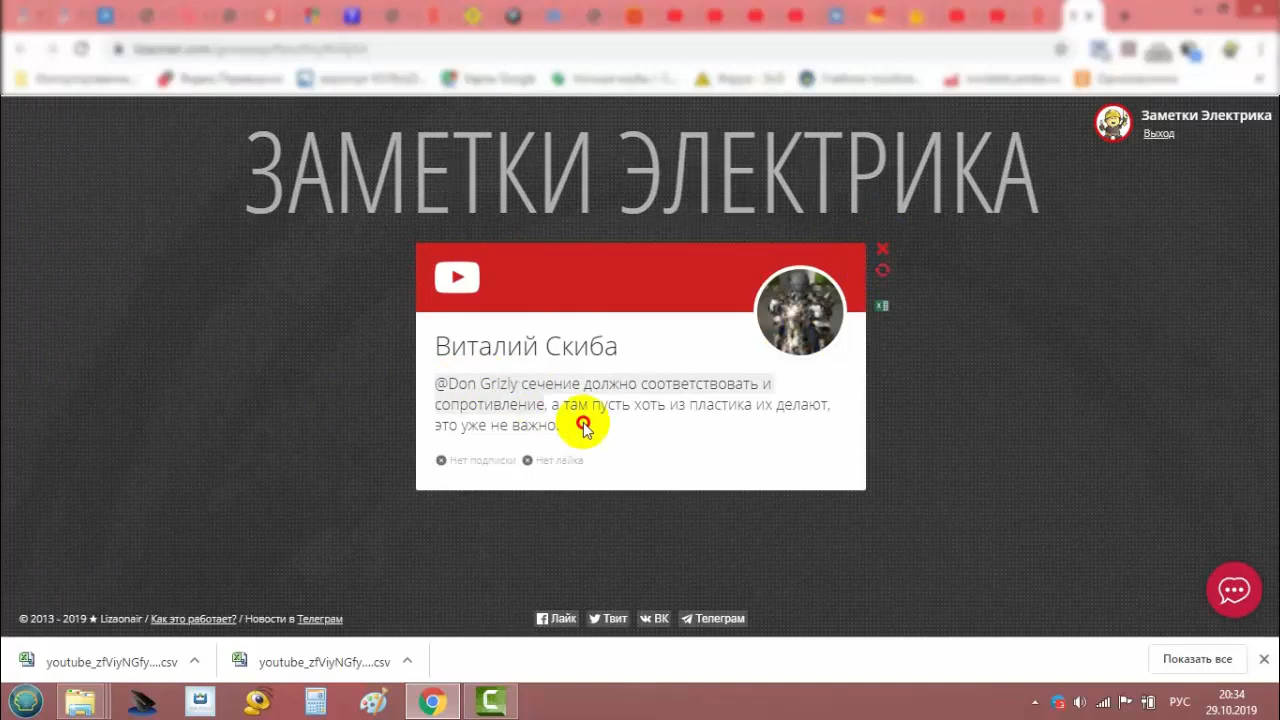 Заметки Электрика
Выход
ЗАМЕТКИ ЭЛЕКТРИКА
Виталий Скиба
@Don Grizly сечение должно соответствовать и
сопротивление, а там пусть хоть из пластика их делают,
это уже не важно.
Нет подписки Нет лайка
© 2013 - 2019 ★ Lizaonair / Как это работает? / Новости в Телеграм
Лайк Твит ВК Телеграм
youtube_zfViyNGfy....csv youtube_zfViyNGfy....csv Показать все
РУС 20:34
29.10.2019